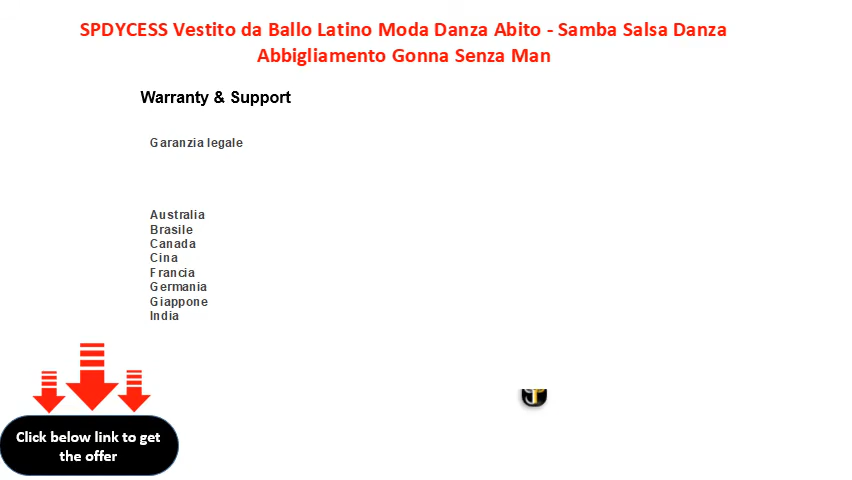 SPDYCESS Vestito da Ballo Latino Moda Danza Abito - Samba Salsa Danza
Abbigliamento Gonna Senza Man
Warranty & Support
Garanzia legale
Australia
Brasile
Canada
Cina
Francia
Germania
Giappone
India
Click below link to get
the offer